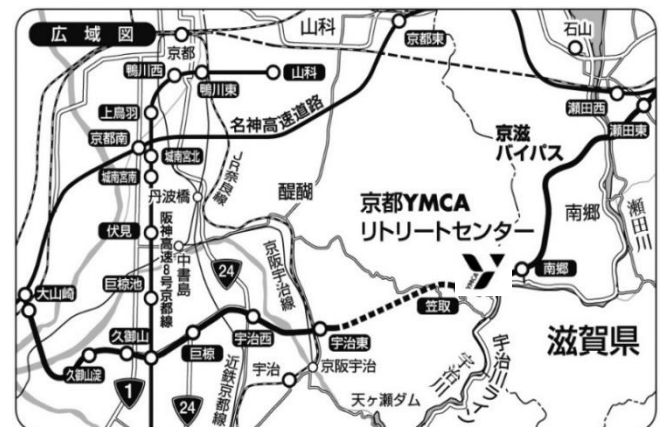 広域図
京都
山科
京都東
石山
鴨川西
鴨川東
山科
上鳥羽
名神高速道路
瀬田西
瀬田東
京都南
城南宮北
城南宮南
JR奈良線
京滋
バイパス
丹波橋
醍醐
京都YMCA
リトリートセンター
南郷
瀬田川
伏見
阪神高速8号京都線
中書島
24
京阪宇治線
YMCA
南郷
大山崎
巨椋池
笠取
久御山
巨椋
宇治西
宇治東
滋賀県
久御山淀
1
24
近鉄京都線
宇治
京阪宇治
天ヶ瀬ダム
宇治川
宇治川ライン